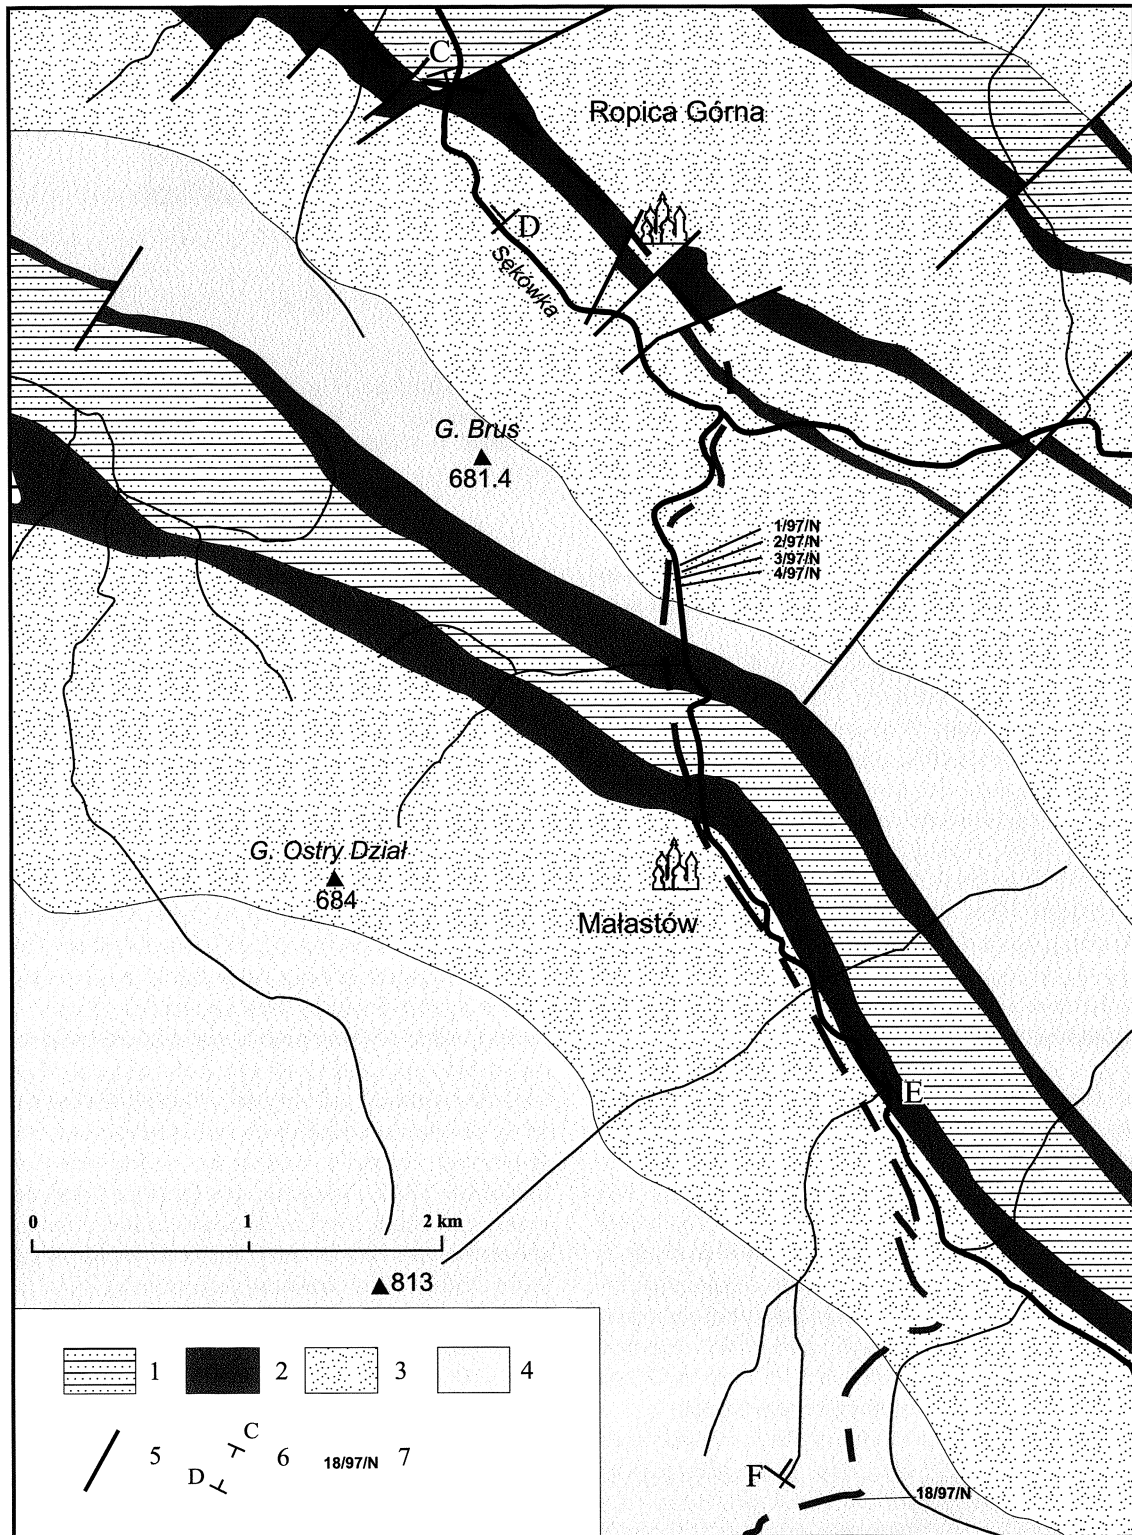 C
Ropica Górna
D
Sękówka
G. Brus
681.4
1/97/N
2/97/N
3/97/N
4/97/N
G. Ostry Dział
684
Małastów
E
0 1 2 km
813
1 2 3 4
5 C D 6 18/97/N 7
F
18/97/N